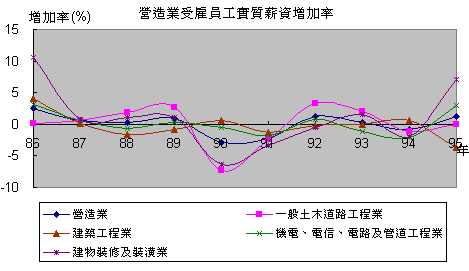 營造業受雇員工實質薪資增加率
增加率(%)
15
10
5
0
-5
-10
86 87 88 89 90 91 92 93 94 95 年
營造業
一般土木道路工程業
建築工程業
機電、電信、電路及管道工程業
建物裝修及裝潢業